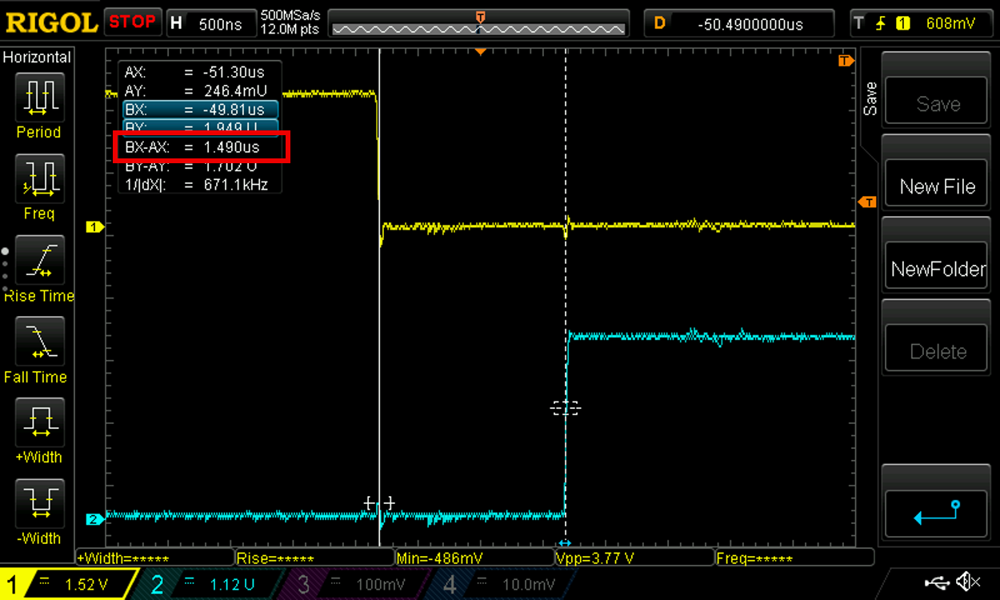 RIGOL STOP H 500ns 500MSa/s 12.0M pts T D -50.4900000us T 1 608mV
Horizontal
Period
Freq
Rise Time
Fall Time
+Width
-Width
AX: = -51.30us
AY: = 246.4mU
BX: = -49.81us
BY: = 1.949 U
BX-AX: = 1.490us
BY-AY: = 1.702 U
1/|dX|: = 671.1kHz
T
T
1
2
Save
Save
New File
NewFolder
Delete
+Width=***** Rise=***** Min=-486mV Vpp=3.77 V Freq=*****
1 = 1.52 V 2 = 1.12 U 3 = 100mV 4 = 10.0mV